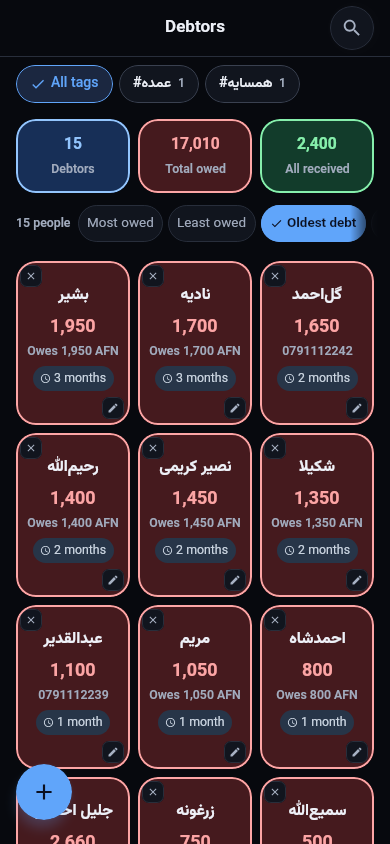 Debtors
All tags
#عمده 1
#همسایه 1
15
Debtors
17,010
Total owed
2,400
All received
15 people
Most owed
Least owed
Oldest debt
بشیر
1,950
Owes 1,950 AFN
3 months
نادیه
1,700
Owes 1,700 AFN
3 months
گل‌احمد
1,650
0791112242
2 months
رحیم‌الله
1,400
Owes 1,400 AFN
2 months
نصیر کریمی
1,450
Owes 1,450 AFN
2 months
شکیلا
1,350
Owes 1,350 AFN
2 months
عبدالقدیر
1,100
0791112239
1 month
مریم
1,050
Owes 1,050 AFN
1 month
احمدشاه
800
Owes 800 AFN
1 month
جلیل
2,660
زرغونه
750
سمیع‌الله
500